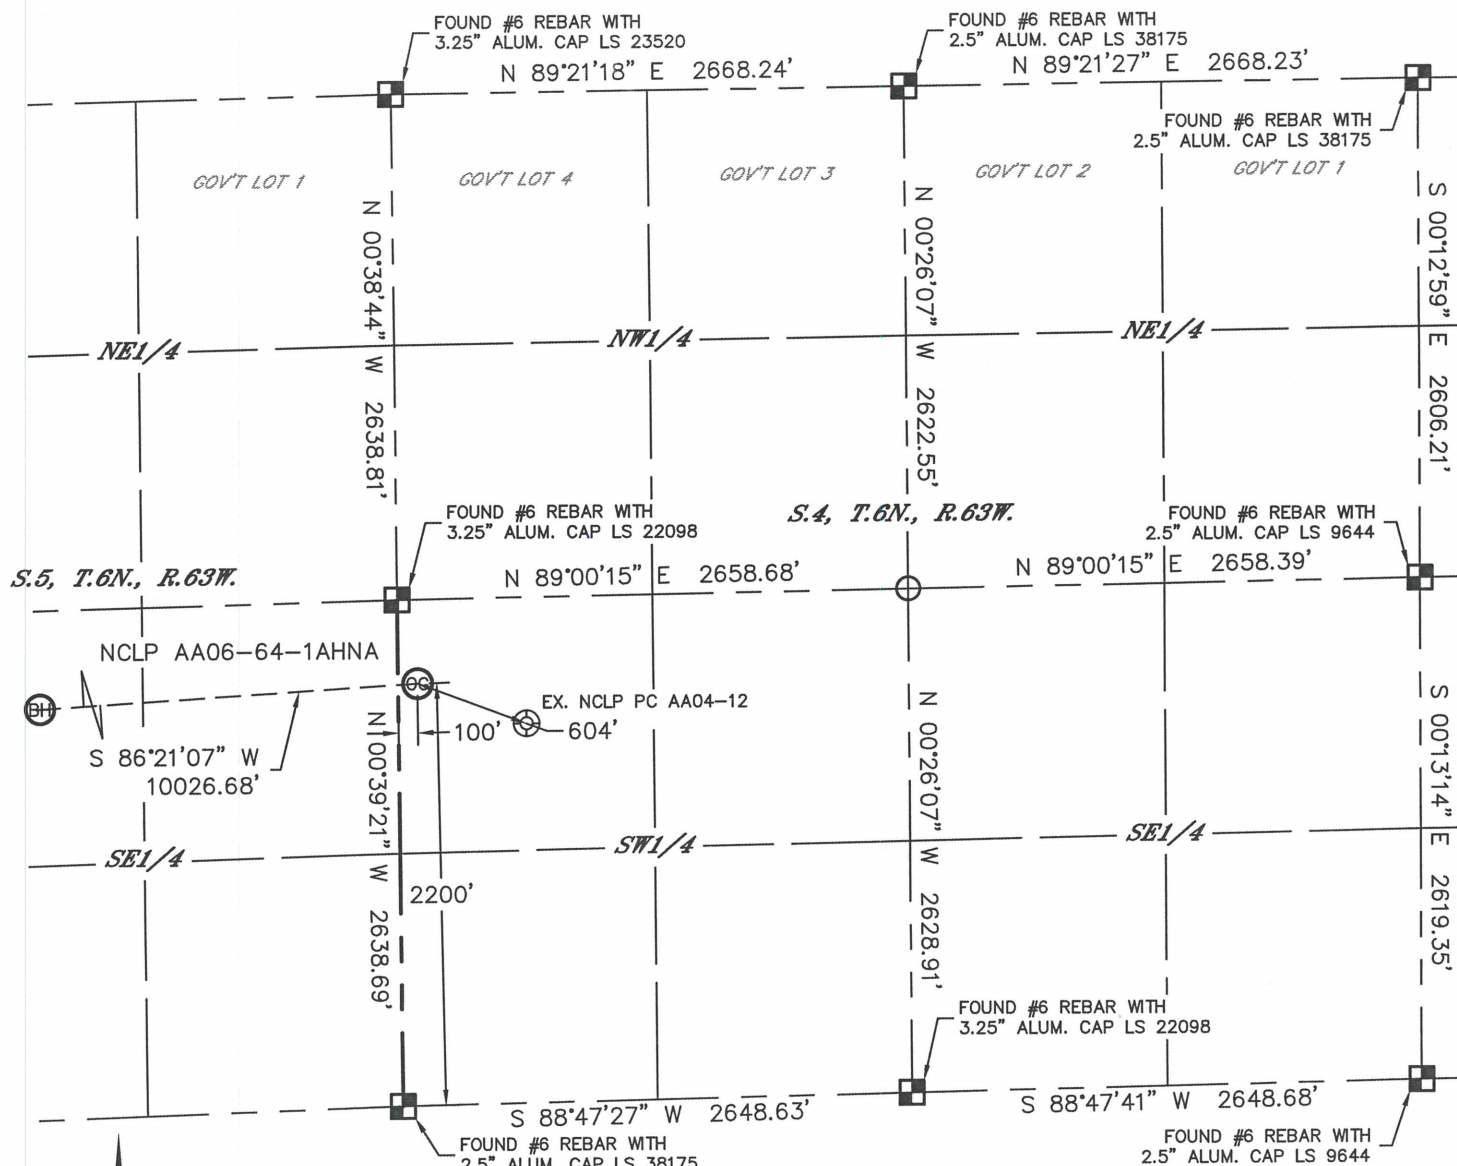 FOUND #6 REBAR WITH
3.25" ALUM. CAP LS 23520
FOUND #6 REBAR WITH
2.5" ALUM. CAP LS 38175
N 89°21'18" E 2668.24'
N 89°21'27" E 2668.23'
FOUND #6 REBAR WITH
2.5" ALUM. CAP LS 38175
GOV'T LOT 1
GOV'T LOT 4
GOV'T LOT 3
GOV'T LOT 2
GOV'T LOT 1
N 00°38'44" W 2638.81'
N 00°26'07" W 2622.55'
S 00°12'59" E 2606.21'
NE1/4
NW1/4
NE1/4
FOUND #6 REBAR WITH
3.25" ALUM. CAP LS 22098
S.4, T.6N., R.63W.
FOUND #6 REBAR WITH
2.5" ALUM. CAP LS 9644
S.5, T.6N., R.63W.
N 89°00'15" E 2658.68'
N 89°00'15" E 2658.39'
NCLP AA06-64-1AHNA
OG
BH
EX. NCLP PC AA04-12
100'
604'
S 86°21'07" W
10026.68'
N 00°39'21" W 2638.69'
N 00°26'07" W 2628.91'
S 00°13'14" E 2619.35'
SE1/4
SW1/4
SE1/4
2200'
FOUND #6 REBAR WITH
3.25" ALUM. CAP LS 22098
S 88°47'27" W 2648.63'
S 88°47'41" W 2648.68'
FOUND #6 REBAR WITH
2.5" ALUM. CAP LS 38175
FOUND #6 REBAR WITH
2.5" ALUM. CAP LS 9644